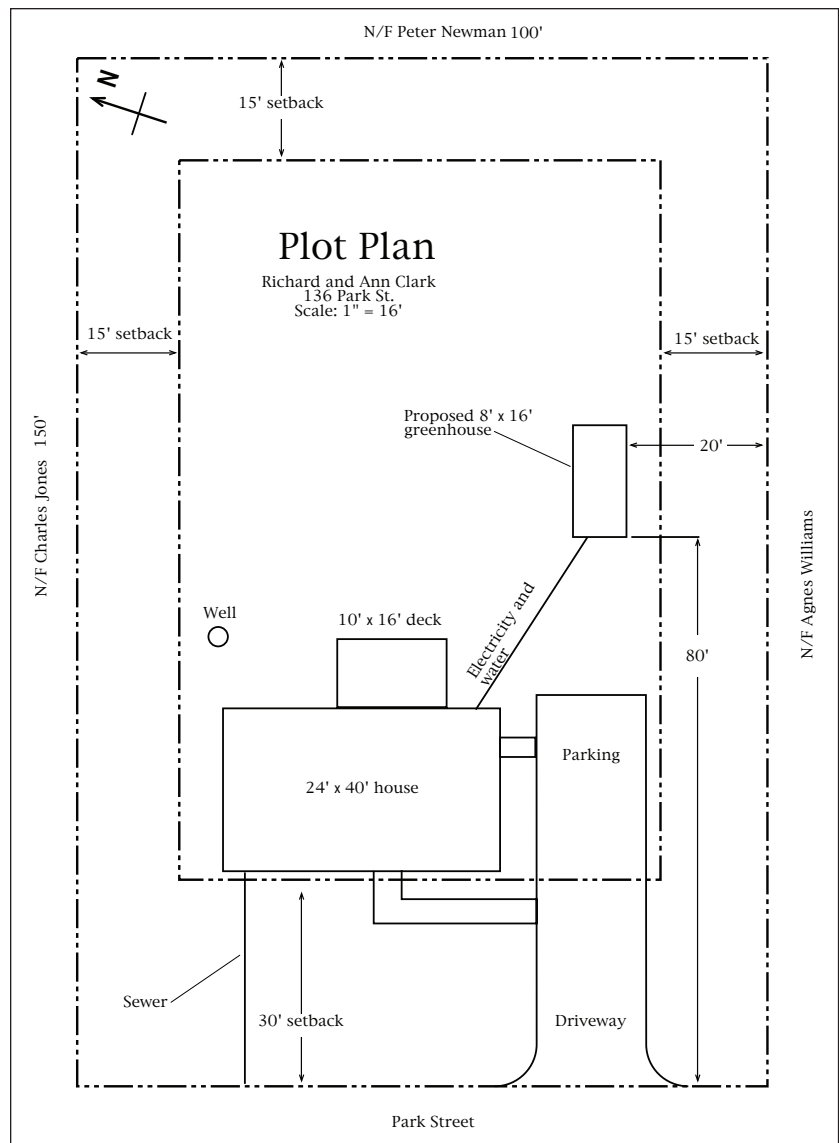 N/F Peter Newman 100'
N
15' setback
Plot Plan
Richard and Ann Clark
136 Park St.
Scale: 1" = 16'
15' setback
15' setback
Proposed 8' x 16'
greenhouse
20'
N/F Charles Jones 150'
N/F Agnes Williams
Well
10' x 16' deck
Electricity and
water
80'
Parking
24' x 40' house
Sewer
30' setback
Driveway
Park Street